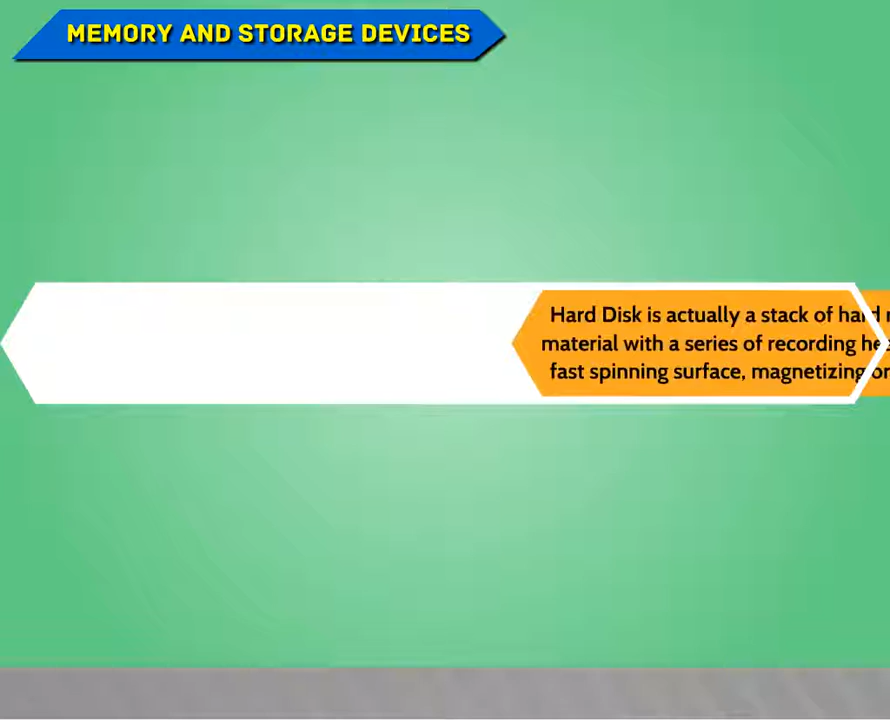 MEMORY AND STORAGE DEVICES
Hard Disk is actually a stack of hard
material with a series of recording
fast spinning surface, magnetizing